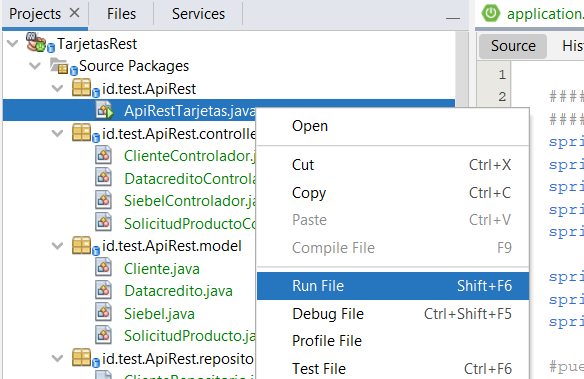 Projects
Files
Services
application.
TarjetasRest
Source
His
Source Packages
id.test.ApiRest
ApiRestTarjetas.java
id.test.ApiRest.controlle
ClienteControlador.j
DatacreditoControla
SiebelControlador.ja
SolicitudProductoCo
id.test.ApiRest.model
Cliente.java
Datacredito.java
Siebel.java
SolicitudProducto.ja
id.test.ApiRest.reposito
ClienteRepositorio.j
Open
Cut Ctrl+X
Copy Ctrl+C
Paste Ctrl+V
Compile File F9
Run File Shift+F6
Debug File Ctrl+Shift+F5
Profile File
Test File Ctrl+F6
1
2 ####
####
spri
spri
spri
spri
spri
spri
spri
spri
#pue